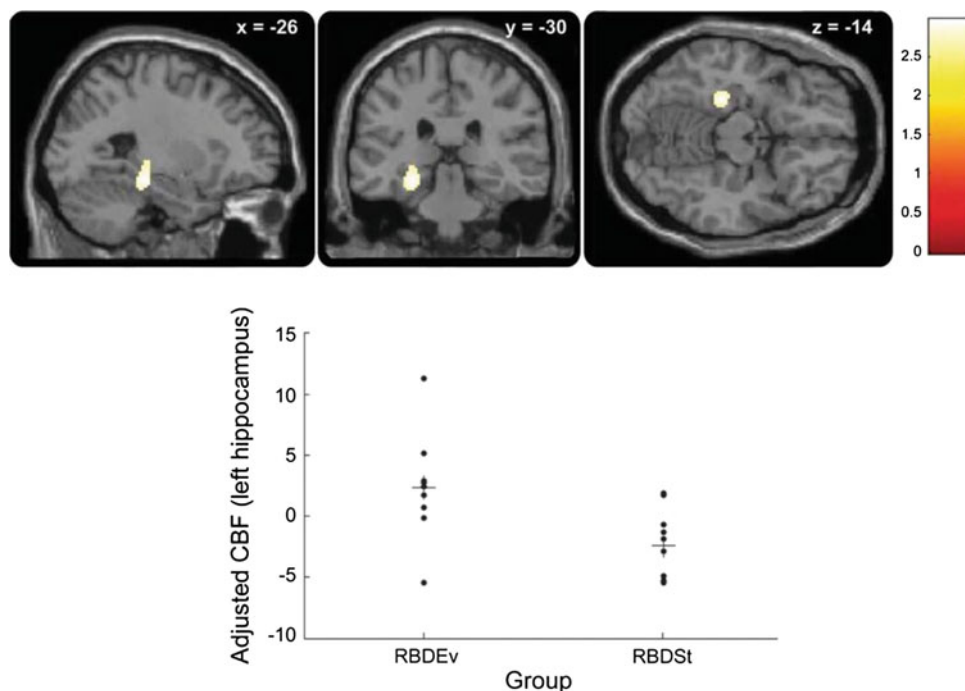 x = -26
y = -30
z = -14
2.5
2
1.5
1
0.5
0
Adjusted CBF (left hippocampus)
15
10
5
0
-5
-10
RBDEv
RBDSt
Group